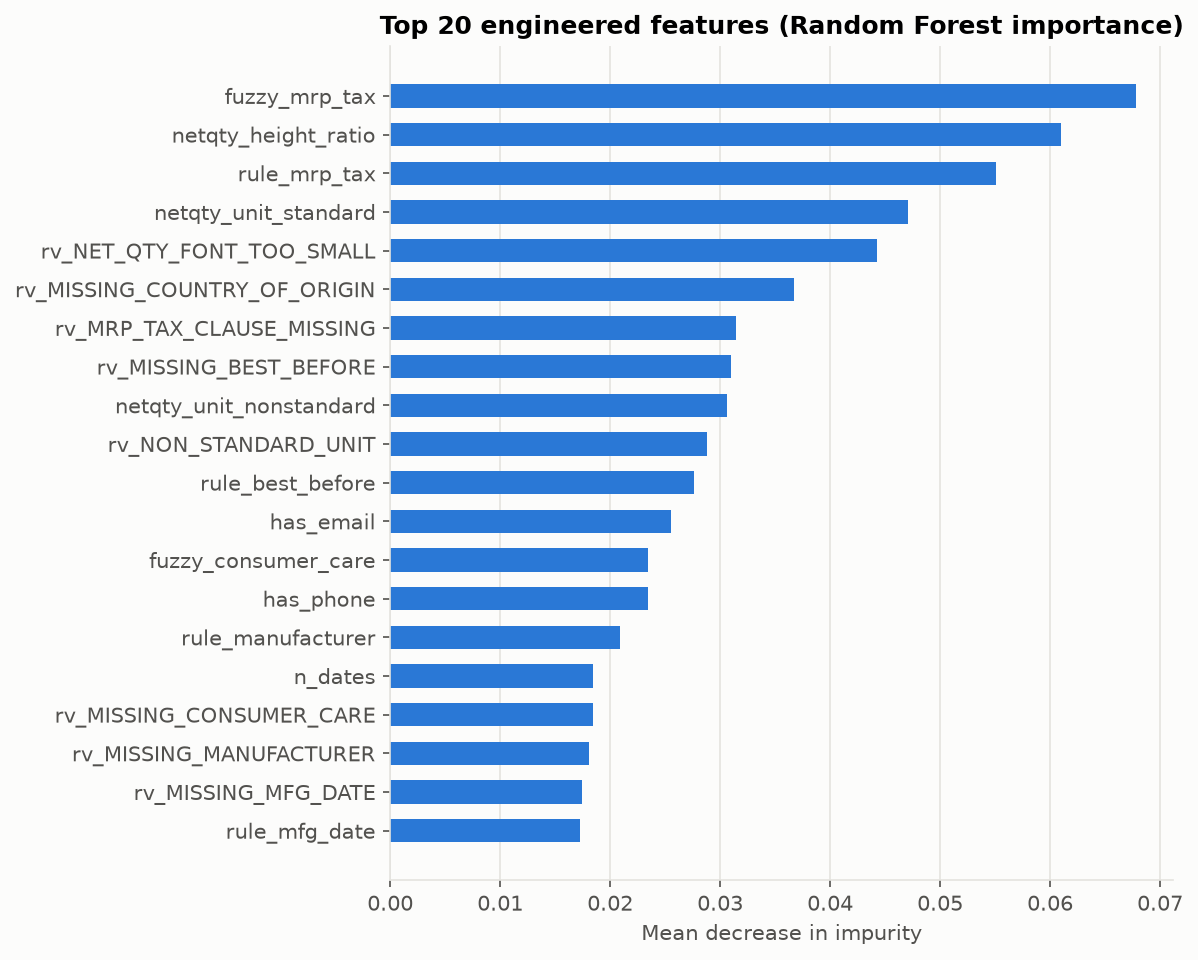 Top 20 engineered features (Random Forest importance)
fuzzy_mrp_tax
netqty_height_ratio
rule_mrp_tax
netqty_unit_standard
rv_NET_QTY_FONT_TOO_SMALL
rv_MISSING_COUNTRY_OF_ORIGIN
rv_MRP_TAX_CLAUSE_MISSING
rv_MISSING_BEST_BEFORE
netqty_unit_nonstandard
rv_NON_STANDARD_UNIT
rule_best_before
has_email
fuzzy_consumer_care
has_phone
rule_manufacturer
n_dates
rv_MISSING_CONSUMER_CARE
rv_MISSING_MANUFACTURER
rv_MISSING_MFG_DATE
rule_mfg_date
0.00 0.01 0.02 0.03 0.04 0.05 0.06 0.07
Mean decrease in impurity